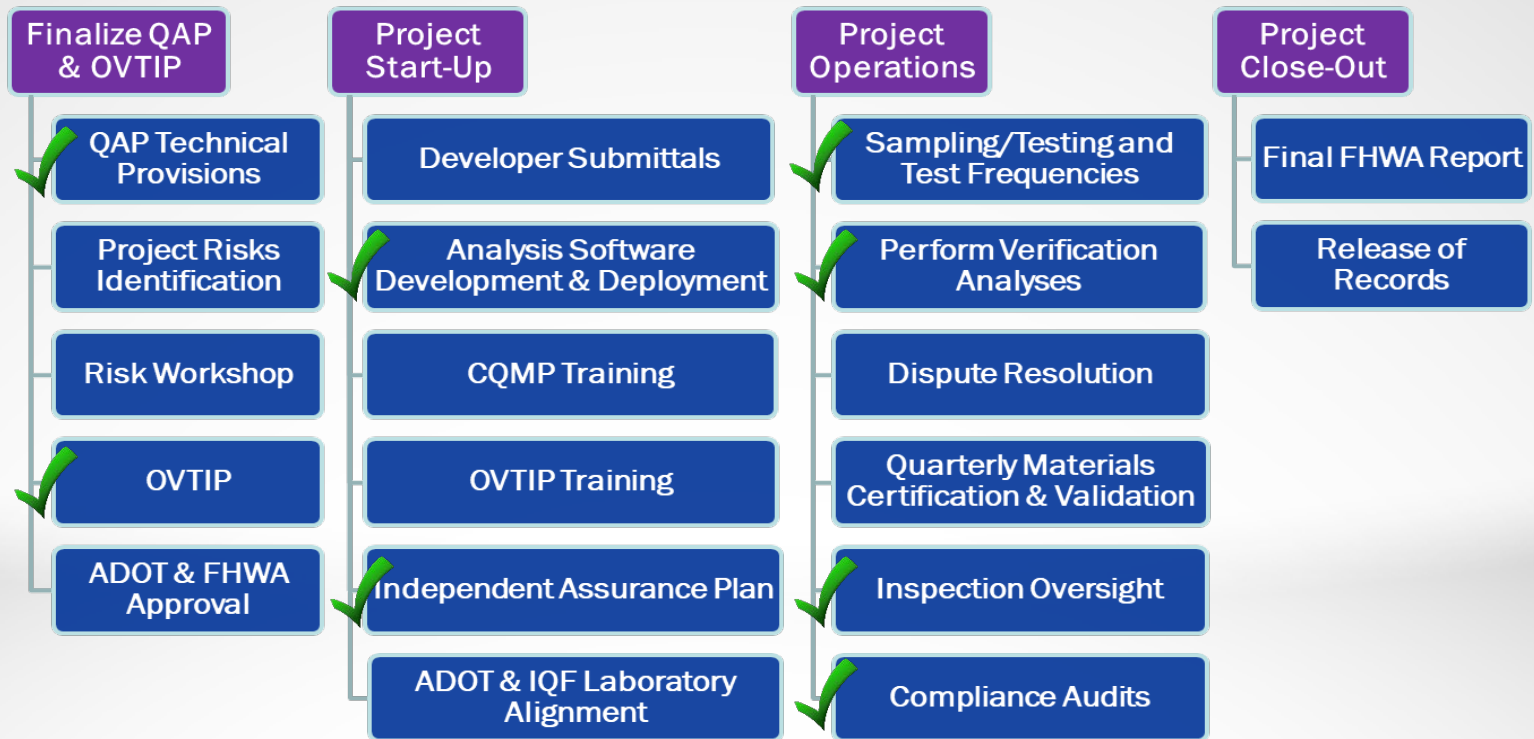 Finalize QAP
& OVTIP
QAP Technical
Provisions
Project Risks
Identification
Risk Workshop
OVTIP
ADOT & FHWA
Approval
Project
Start-Up
Developer Submittals
Analysis Software
Development & Deployment
CQMP Training
OVTIP Training
Independent Assurance Plan
ADOT & IQF Laboratory
Alignment
Project
Operations
Sampling/Testing and
Test Frequencies
Perform Verification
Analyses
Dispute Resolution
Quarterly Materials
Certification & Validation
Inspection Oversight
Compliance Audits
Project
Close-Out
Final FHWA Report
Release of
Records